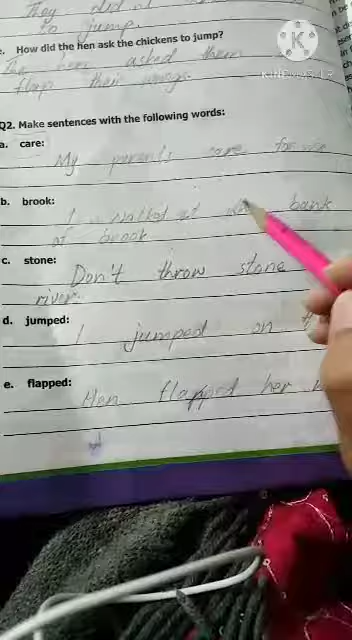 They did n
to jump.
e. How did the hen ask the chickens to jump?
The hen asked them
flap their wings.
KINEMASTER
Q2. Make sentences with the following words:
a. care:
My parents care for me
b. brook:
I walked at bank
of brook
c. stone:
Don't throw stone
river.
d. jumped:
I jumped on
e. flapped:
Hen flapped her